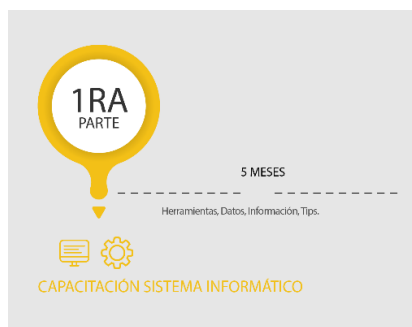 1RA
PARTE
5 MESES
Herramientas, Datos, Información, Tips.
CAPACITACIÓN SISTEMA INFORMÁTICO